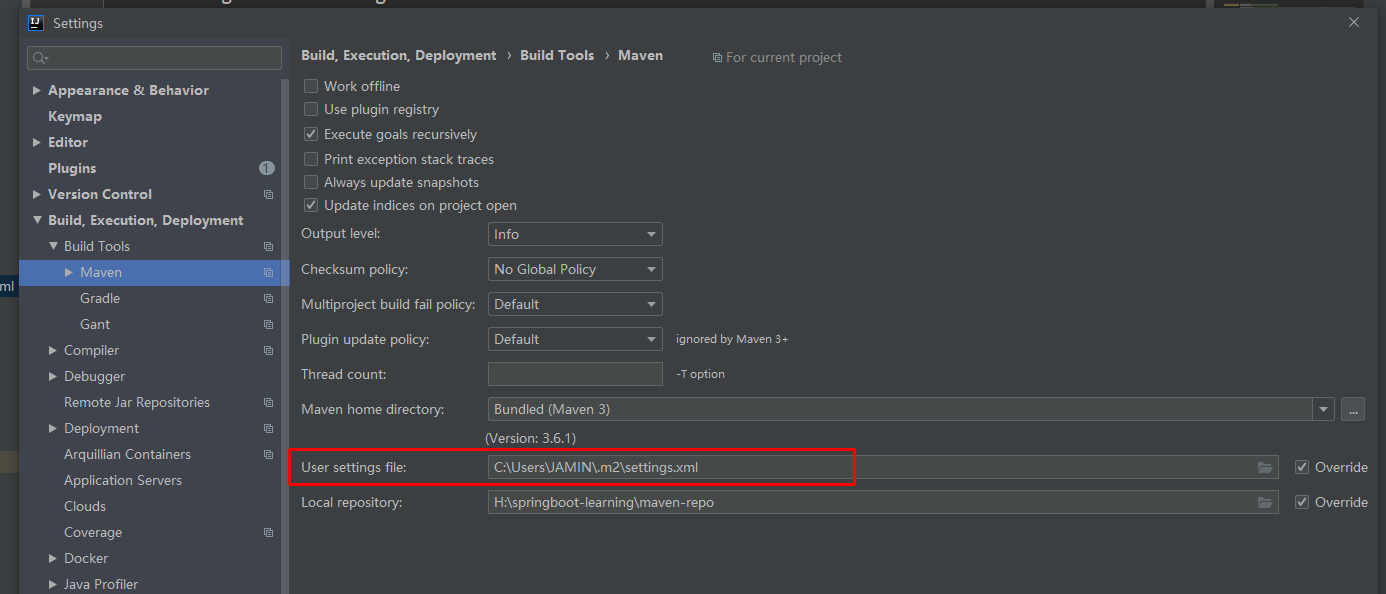 Settings
Appearance & Behavior
Keymap
Editor
Plugins
1
Version Control
Build, Execution, Deployment
Build Tools
Maven
Gradle
Gant
Compiler
Debugger
Remote Jar Repositories
Deployment
Arquillian Containers
Application Servers
Clouds
Coverage
Docker
Java Profiler
ml
Build, Execution, Deployment › Build Tools › Maven
For current project
Work offline
Use plugin registry
Execute goals recursively
Print exception stack traces
Always update snapshots
Update indices on project open
Output level: Info
Checksum policy: No Global Policy
Multiproject build fail policy: Default
Plugin update policy: Default ignored by Maven 3+
Thread count: -T option
Maven home directory: Bundled (Maven 3) ...
(Version: 3.6.1)
User settings file: C:\Users\JAMIN\.m2\settings.xml Override
Local repository: H:\springboot-learning\maven-repo Override